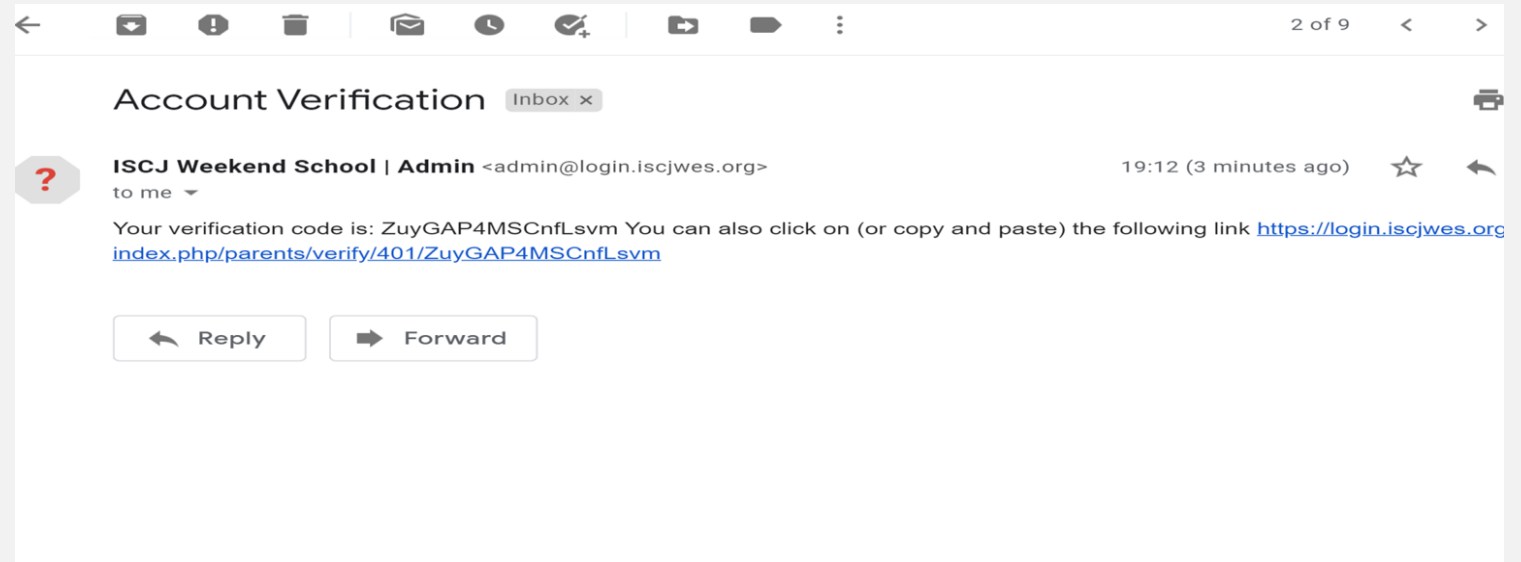 2 of 9
Account Verification Inbox x
ISCJ Weekend School | Admin <admin@login.iscjwes.org> 19:12 (3 minutes ago)
?
to me
Your verification code is: ZuyGAP4MSCnfLsvm You can also click on (or copy and paste) the following link https://login.iscjwes.org
index.php/parents/verify/401/ZuyGAP4MSCnfLsvm
Reply Forward